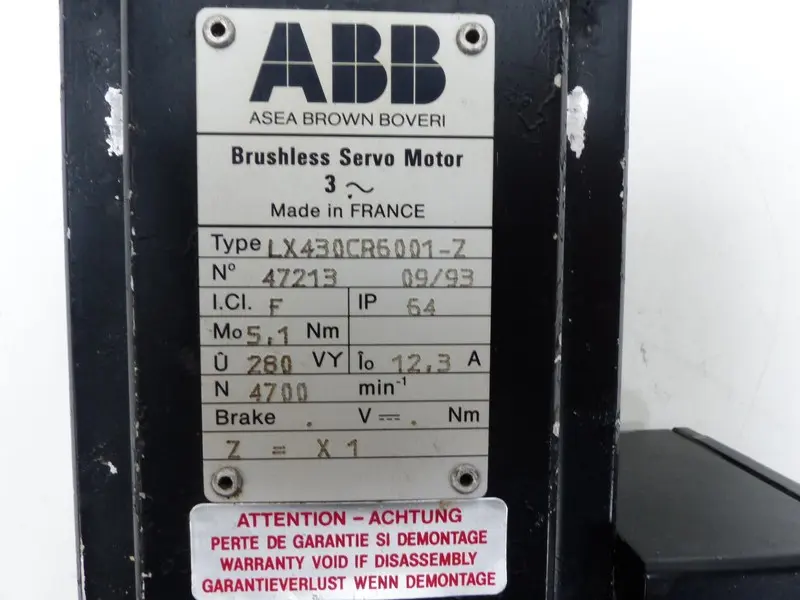 ABB
ASEA BROWN BOVERI
Brushless Servo Motor
3 ~
Made in FRANCE
Type LX430CR6001-Z
N° 47213 09/93
I.Cl. F IP 64
Mo 5,1 Nm
Û 280 VY Îo 12,3 A
N 4700 min⁻¹
Brake . V⎓ . Nm
Z = X 1
ATTENTION – ACHTUNG
PERTE DE GARANTIE SI DEMONTAGE
WARRANTY VOID IF DISASSEMBLY
GARANTIEVERLUST WENN DEMONTAGE